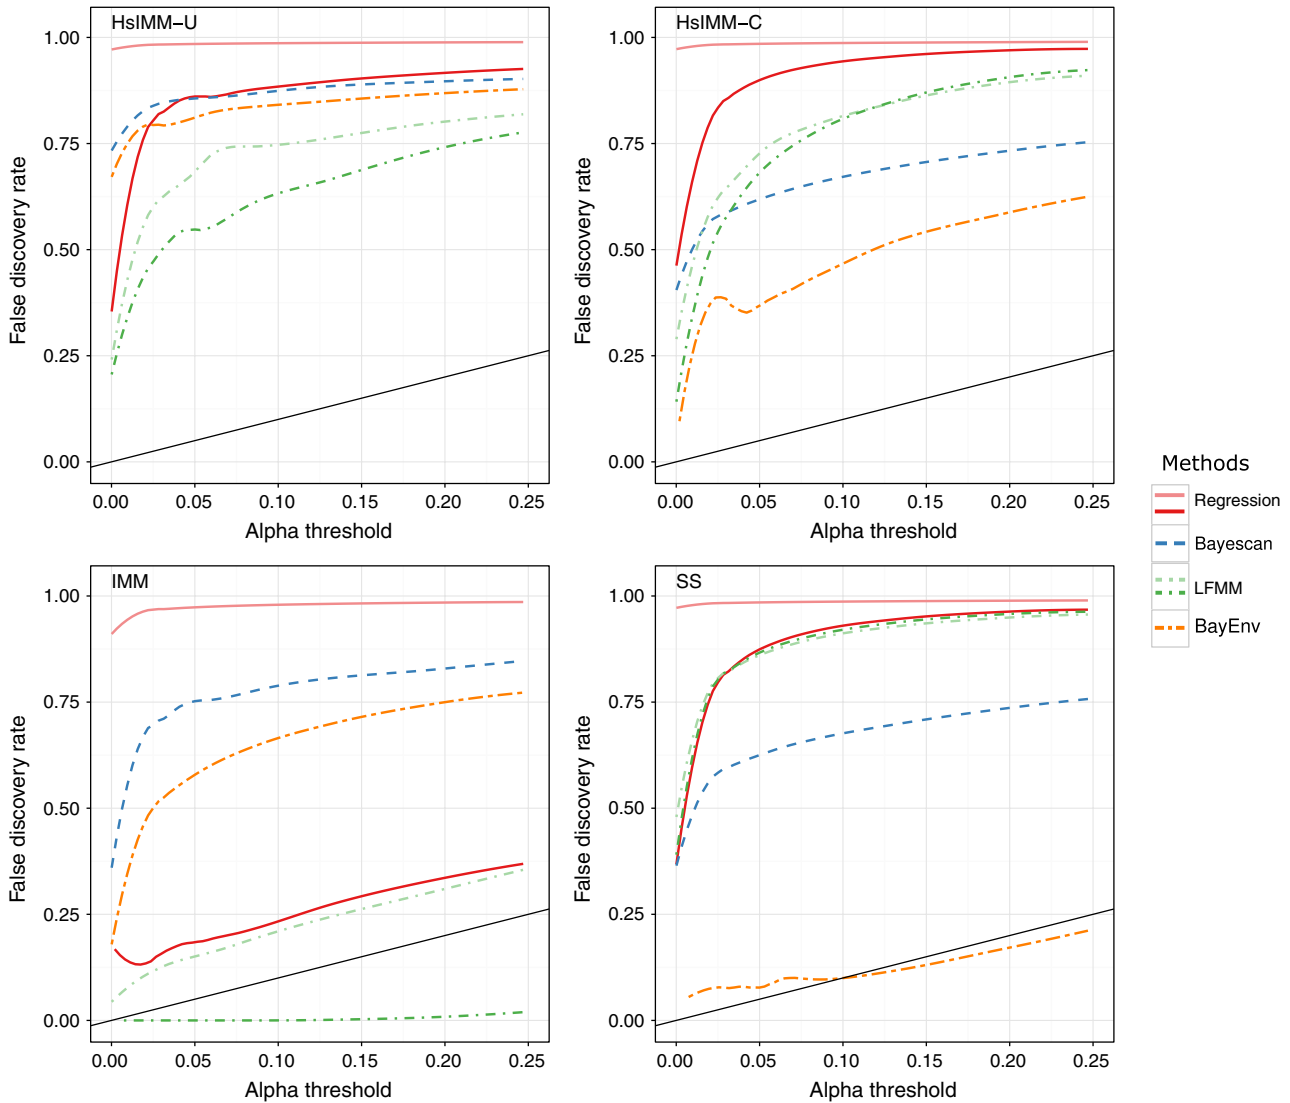 HsIMM−U
1.00
0.75
0.50
0.25
0.00
False discovery rate
0.00 0.05 0.10 0.15 0.20 0.25
Alpha threshold
HsIMM−C
1.00
0.75
0.50
0.25
0.00
False discovery rate
0.00 0.05 0.10 0.15 0.20 0.25
Alpha threshold
Methods
Regression
Bayescan
LFMM
BayEnv
IMM
1.00
0.75
0.50
0.25
0.00
False discovery rate
0.00 0.05 0.10 0.15 0.20 0.25
Alpha threshold
SS
1.00
0.75
0.50
0.25
0.00
False discovery rate
0.00 0.05 0.10 0.15 0.20 0.25
Alpha threshold